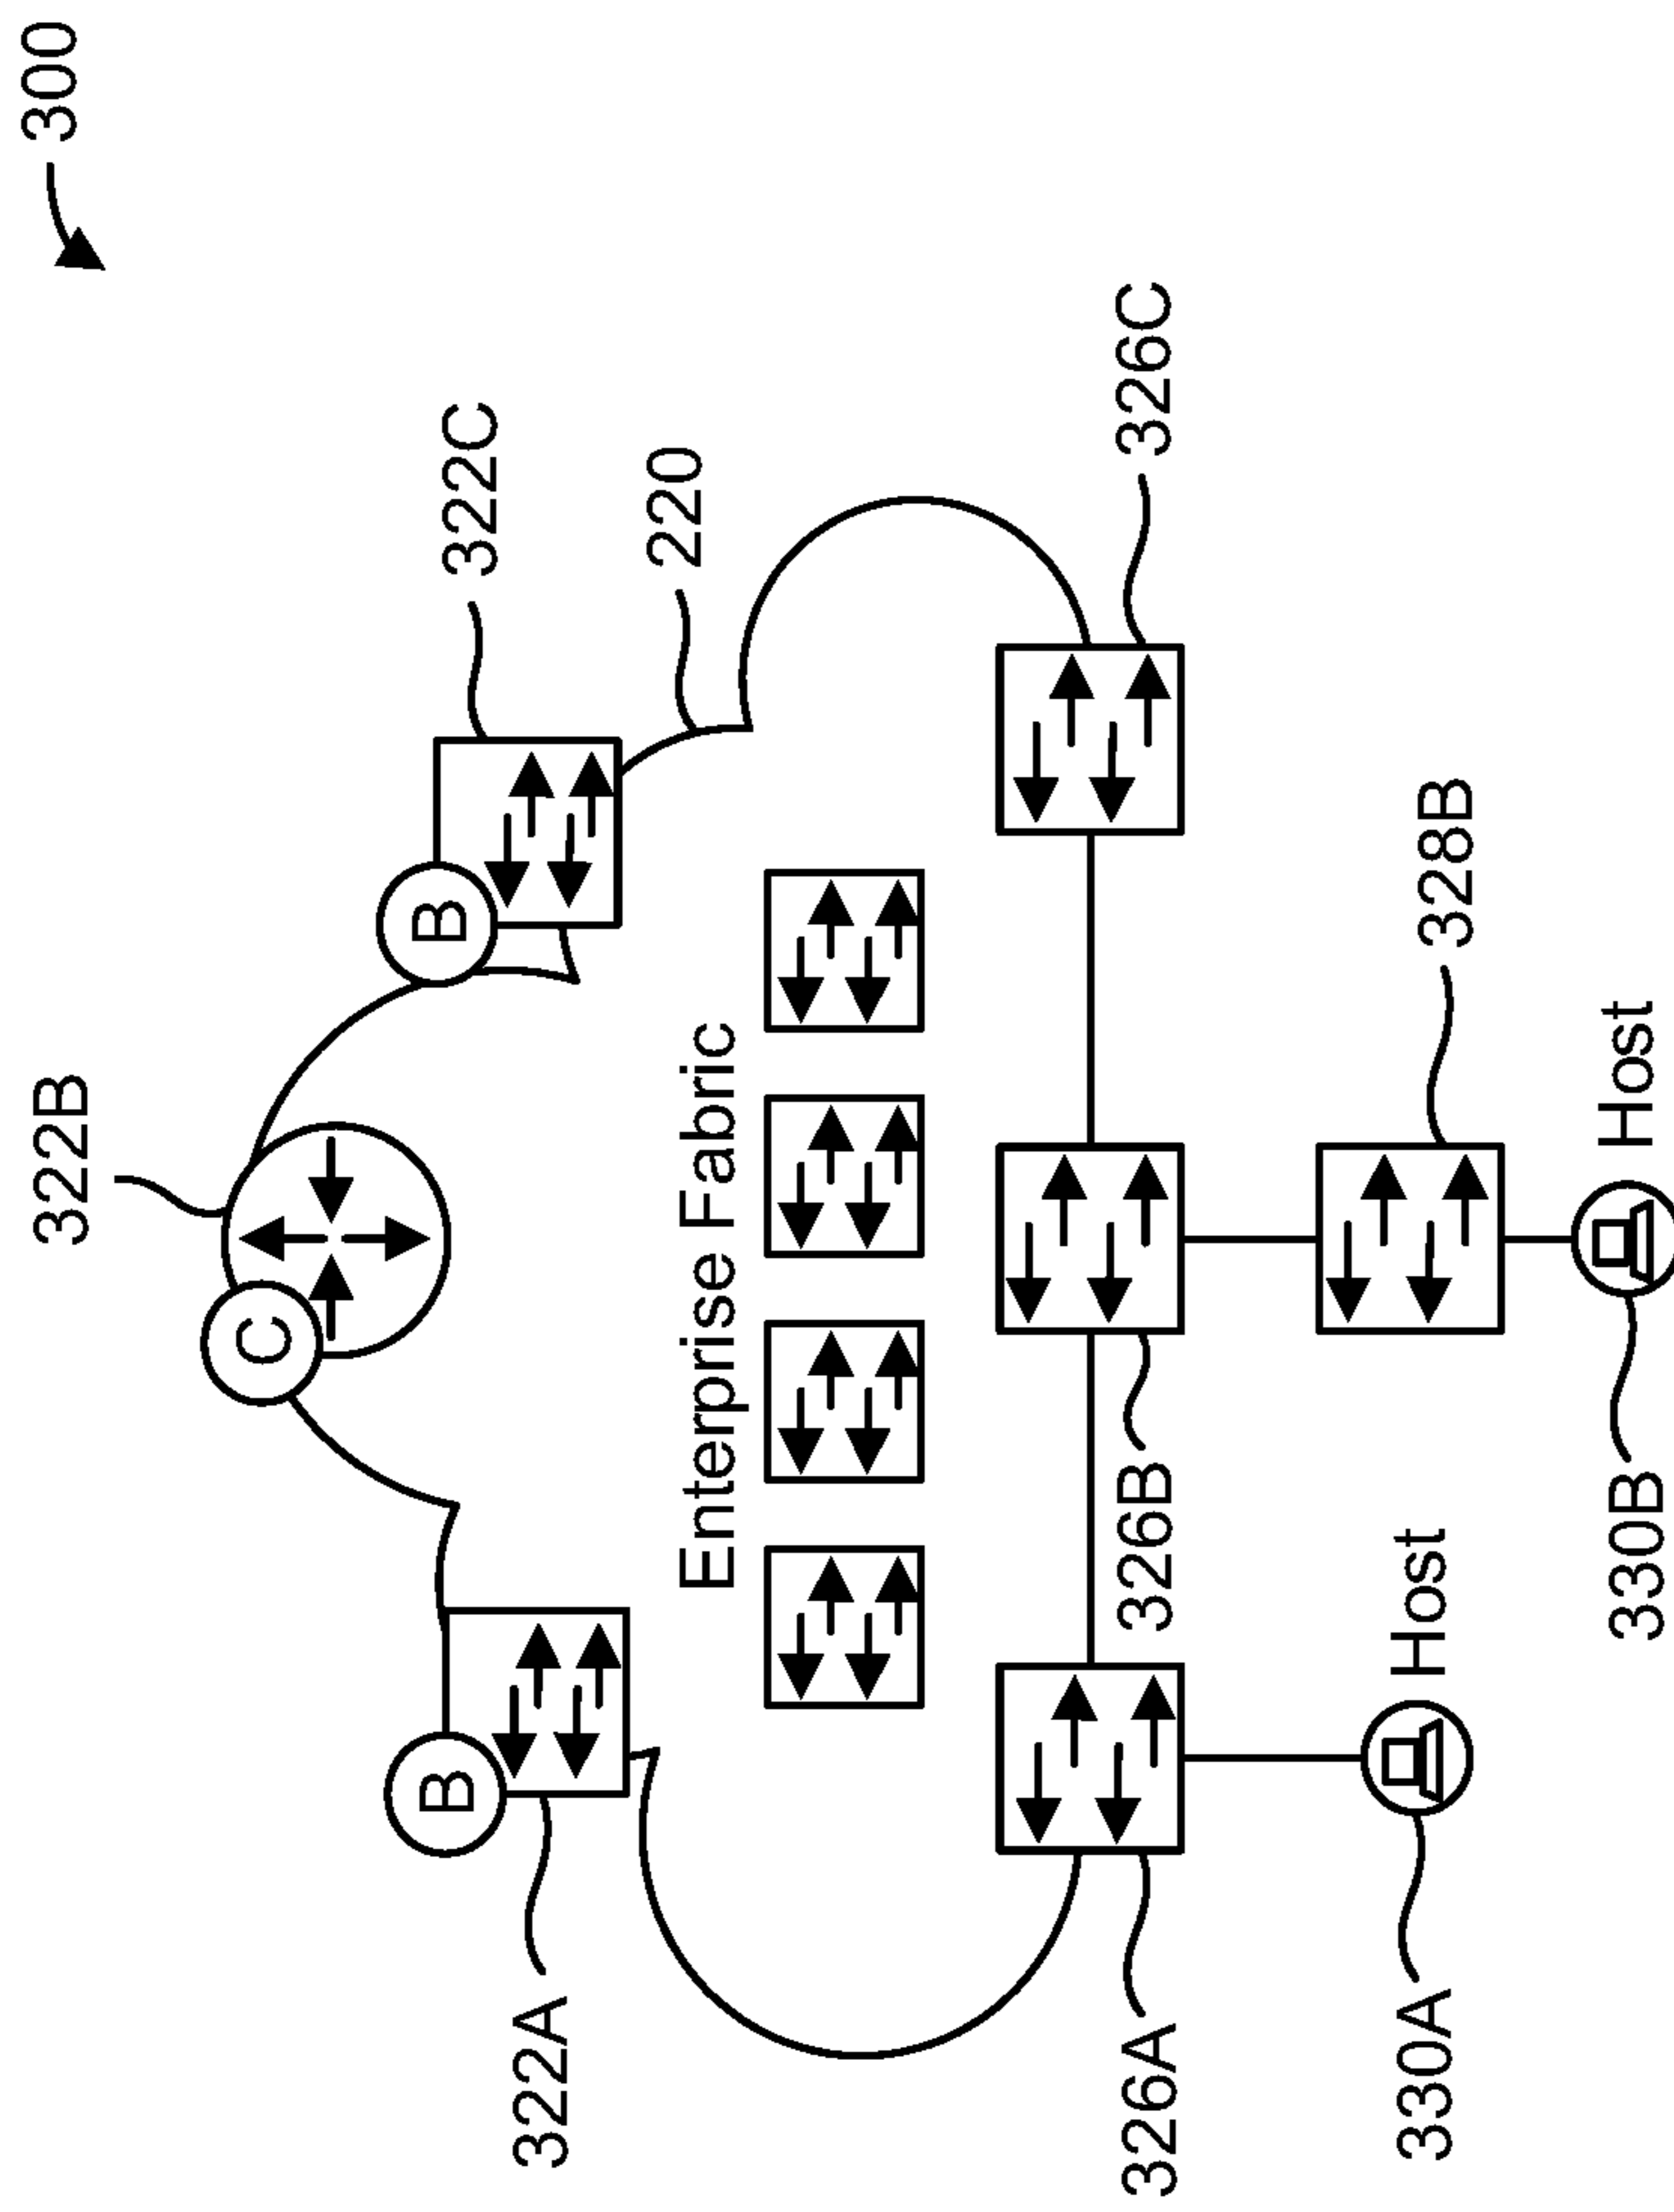 300
322B
C
322C
B
220
B
322A
Enterprise Fabric
326C
326B
326A
328B
Host
330A
Host
330B